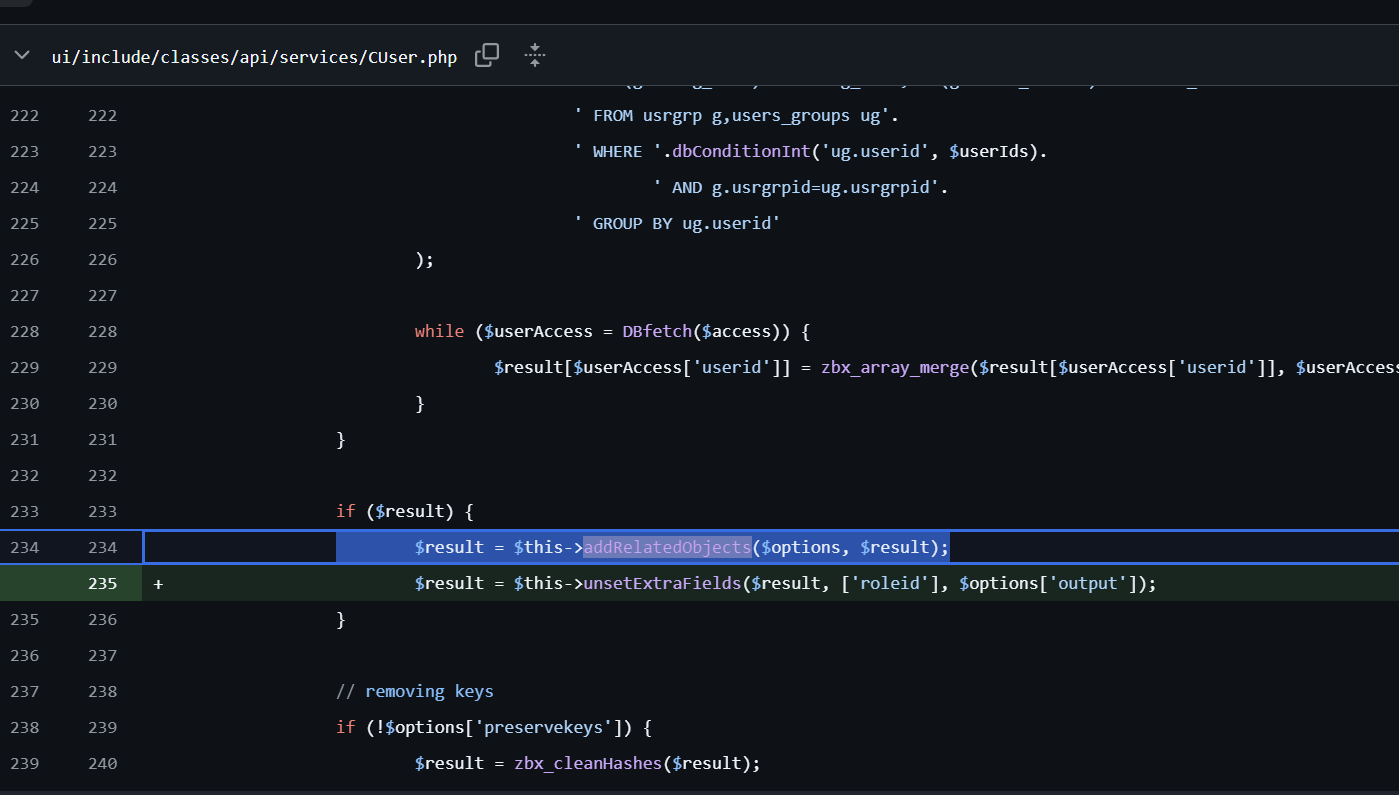 ui/include/classes/api/services/CUser.php
222 222 ' FROM usrgrp g,users_groups ug'.
223 223 ' WHERE '.dbConditionInt('ug.userid', $userIds).
224 224 ' AND g.usrgrpid=ug.usrgrpid'.
225 225 ' GROUP BY ug.userid'
226 226 );
227 227
228 228 while ($userAccess = DBfetch($access)) {
229 229 $result[$userAccess['userid']] = zbx_array_merge($result[$userAccess['userid']], $userAccess
230 230 }
231 231 }
232 232
233 233 if ($result) {
234 234 $result = $this->addRelatedObjects($options, $result);
235 + $result = $this->unsetExtraFields($result, ['roleid'], $options['output']);
235 236 }
236 237
237 238 // removing keys
238 239 if (!$options['preservekeys']) {
239 240 $result = zbx_cleanHashes($result);